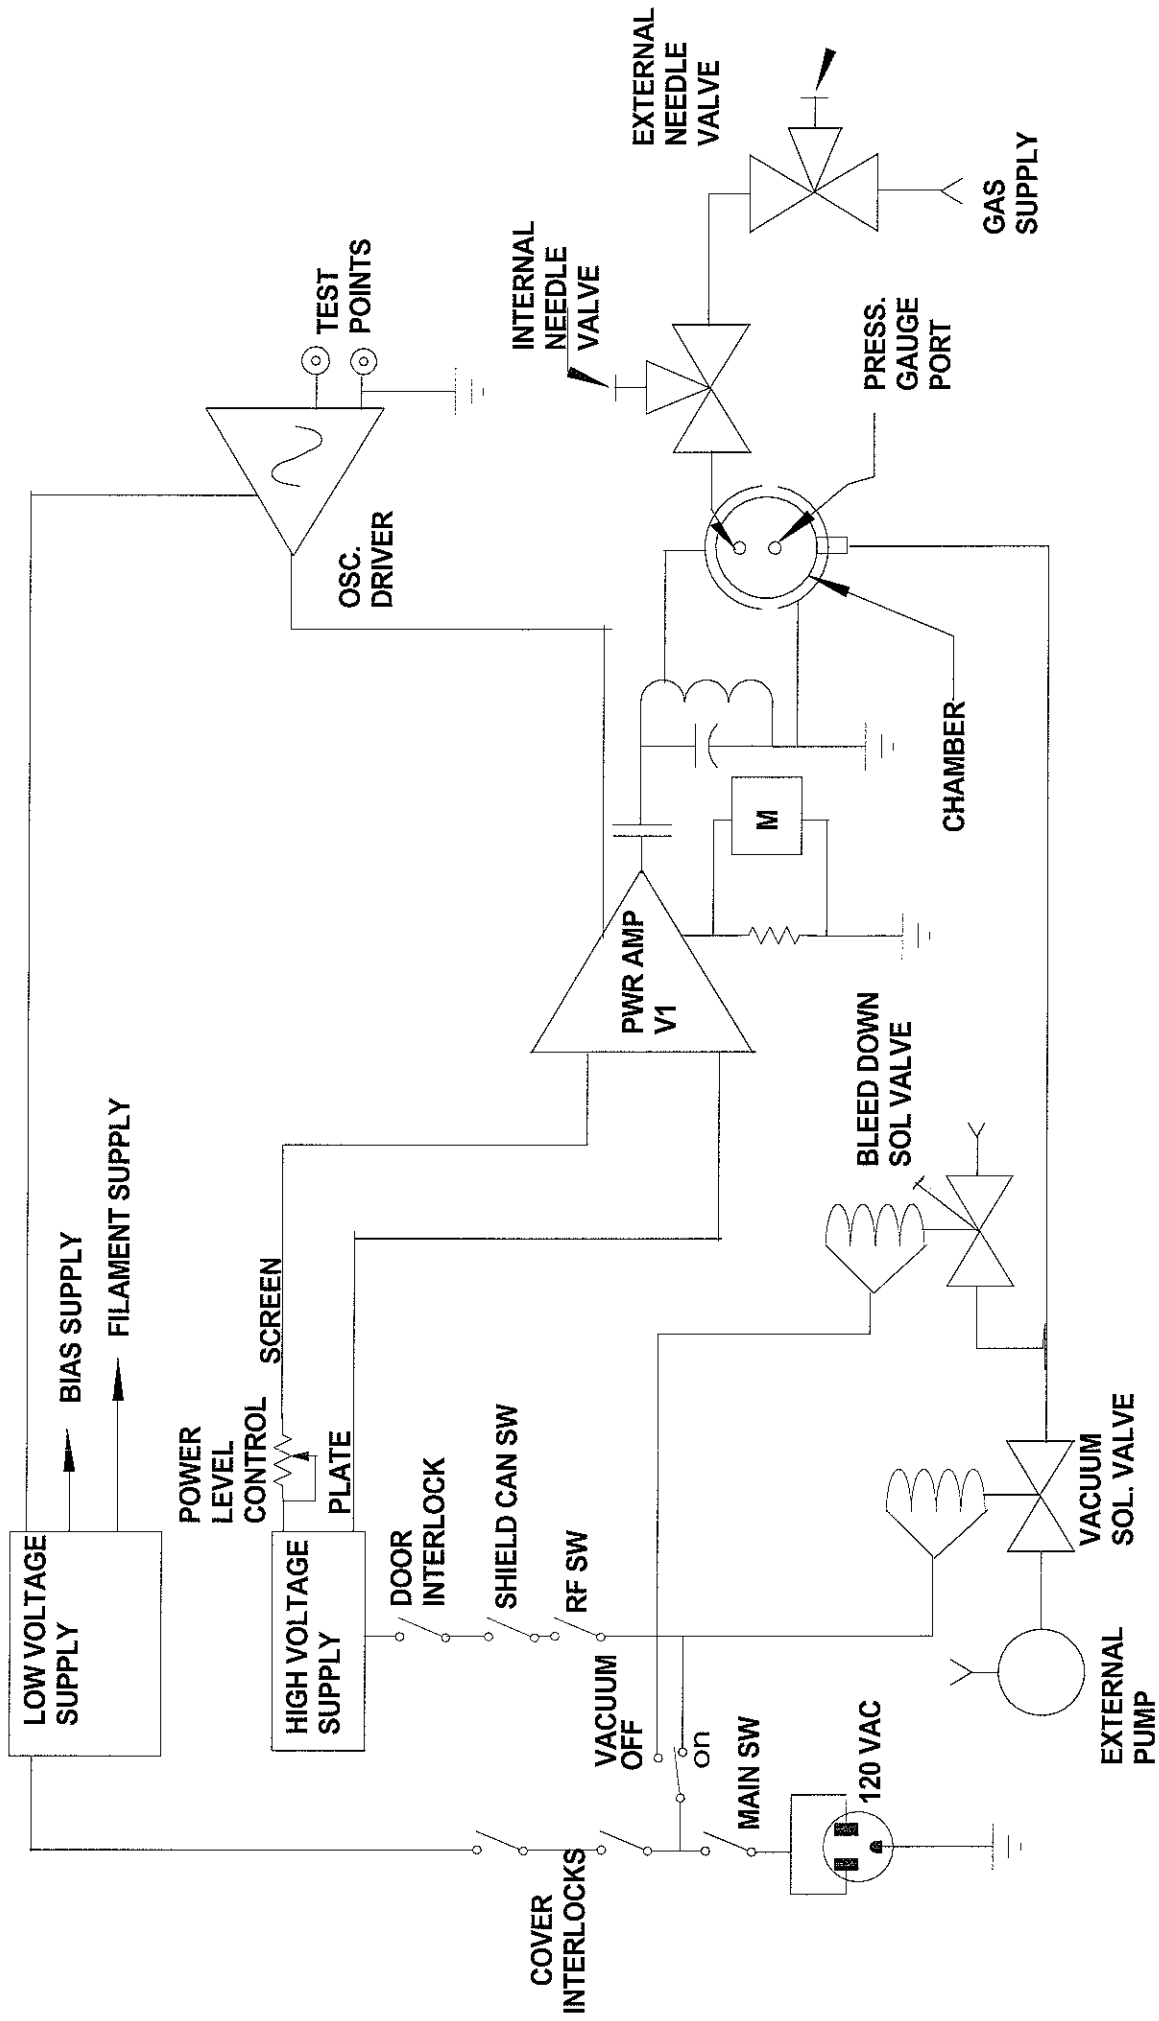 LOW VOLTAGE
SUPPLY
BIAS SUPPLY
FILAMENT SUPPLY
POWER
LEVEL
CONTROL
SCREEN
PLATE
HIGH VOLTAGE
SUPPLY
DOOR
INTERLOCK
SHIELD CAN SW
RF SW
VACUUM
OFF
on
COVER
INTERLOCKS
MAIN SW
120 VAC
EXTERNAL
PUMP
VACUUM
SOL. VALVE
BLEED DOWN
SOL VALVE
PWR AMP
V1
M
OSC.
DRIVER
TEST
POINTS
CHAMBER
PRESS.
GAUGE
PORT
INTERNAL
NEEDLE
VALVE
EXTERNAL
NEEDLE
VALVE
GAS
SUPPLY